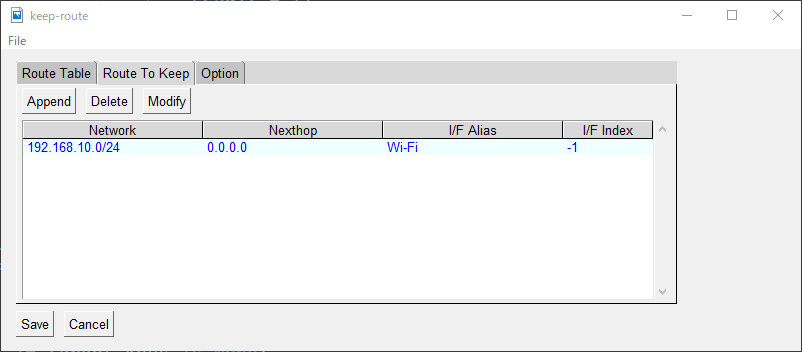 keep-route
File
Route Table Route To Keep Option
Append Delete Modify
Network Nexthop I/F Alias I/F Index
192.168.10.0/24 0.0.0.0 Wi-Fi -1
Save Cancel